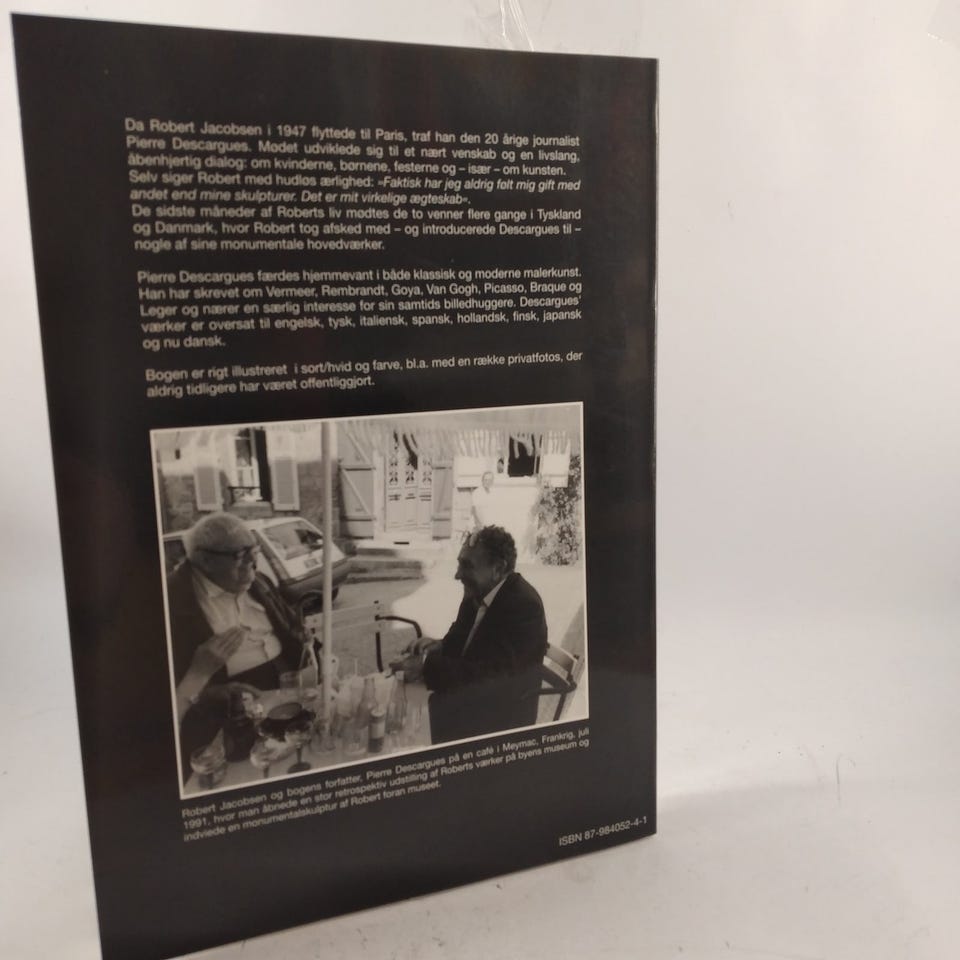 Da Robert Jacobsen i 1947 flyttede til Paris, traf han den 20 årige journalist
Pierre Descargues. Mødet udviklede sig til et nært venskab og en livslang,
åbenhjertig dialog: om kvinderne, børnene, festerne og – især – om kunsten.
Selv siger Robert med hudløs ærlighed: »Faktisk har jeg aldrig følt mig gift med
andet end mine skulpturer. Det er mit virkelige ægteskab«.
De sidste måneder af Roberts liv mødtes de to venner flere gange i Tyskland
og Danmark, hvor Robert tog afsked med – og introducerede Descargues til –
nogle af sine monumentale hovedværker.
Pierre Descargues færdes hjemmevant i både klassisk og moderne malerkunst.
Han har skrevet om Vermeer, Rembrandt, Goya, Van Gogh, Picasso, Braque og
Leger og nærer en særlig interesse for sin samtids billedhuggere. Descargues'
værker er oversat til engelsk, tysk, italiensk, spansk, hollandsk, finsk, japansk
og nu dansk.
Bogen er rigt illustreret i sort/hvid og farve, bl.a. med en række privatfotos, der
aldrig tidligere har været offentliggjort.
Robert Jacobsen og bogens forfatter, Pierre Descargues på en café i Meymac, Frankrig, juli
1991, hvor man åbnede en stor retrospektiv udstilling af Roberts værker på byens museum og
indviede en monumentalskulptur af Robert foran museet.
ISBN 87-984052-4-1